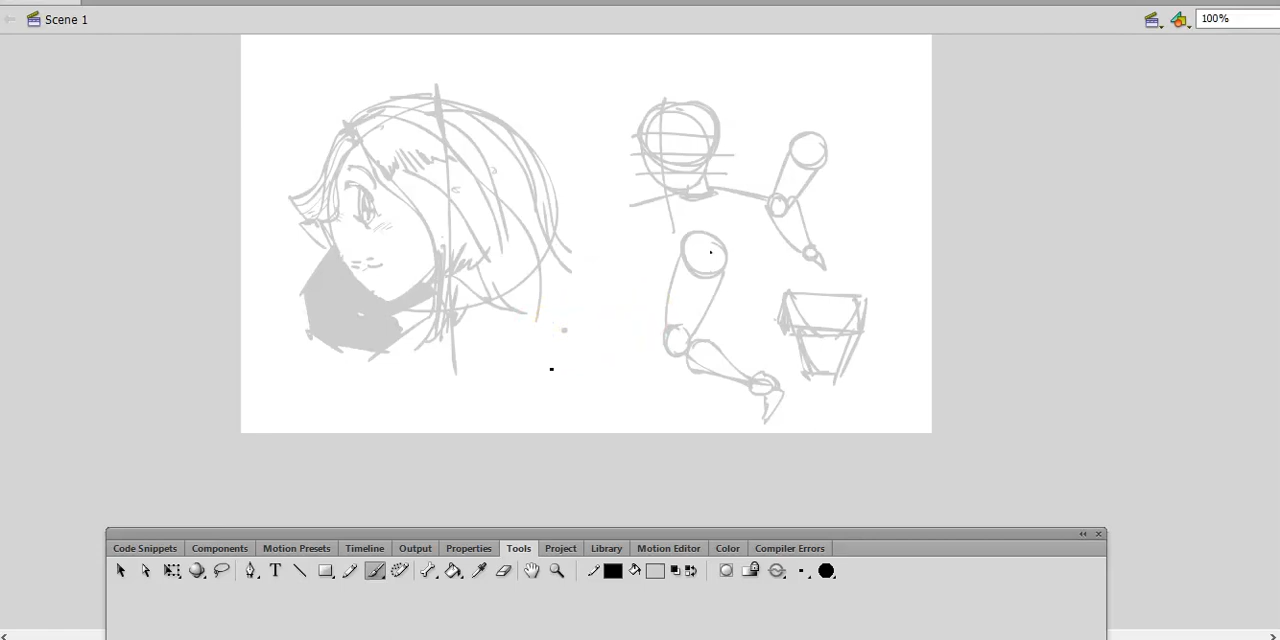 Scene 1
100%
Code Snippets Components Motion Presets Timeline Output Properties Tools Project Library Motion Editor Color Compiler Errors
T